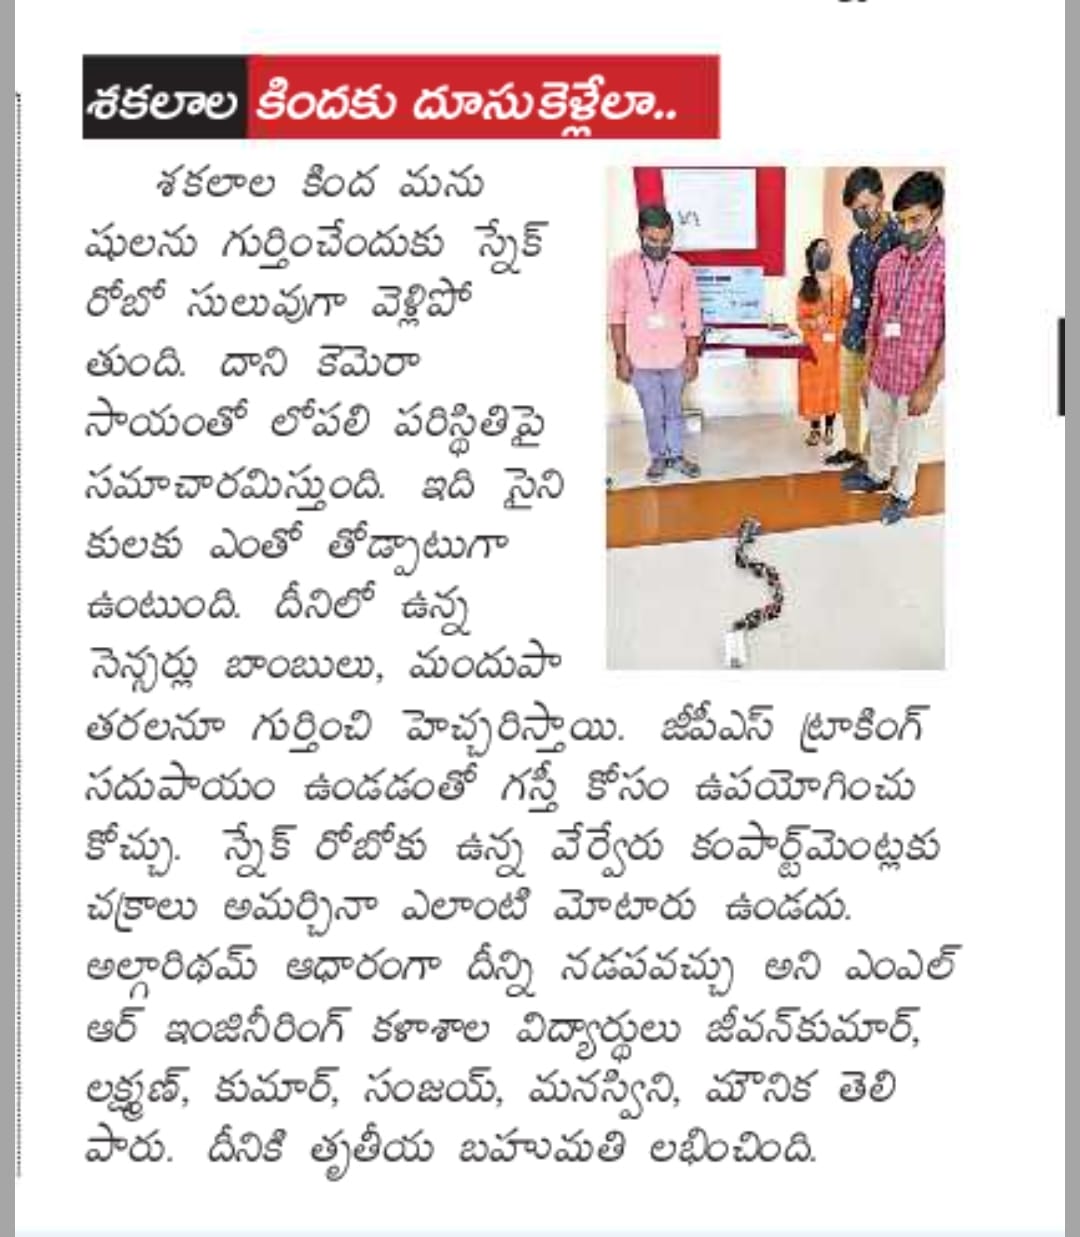 శకలాల కిందకు దూసుకెళ్లేలా..
శకలాల కింద మను
షులను గుర్తించేందుకు స్నేక్
రోబో సులువుగా వెళ్లిపో
తుంది. దాని కెమెరా
సాయంతో లోపలి పరిస్థితిపై
సమాచారమిస్తుంది. ఇది సైని
కులకు ఎంతో తోడ్పాటుగా
ఉంటుంది. దీనిలో ఉన్న
సెన్సర్లు బాంబులు, మందుపా
తరలనూ గుర్తించి హెచ్చరిస్తాయి. జీపీఎస్ ట్రాకింగ్
సదుపాయం ఉండడంతో గస్తీ కోసం ఉపయోగించు
కోచ్చు. స్నేక్ రోబోకు ఉన్న వేర్వేరు కంపార్ట్‌మెంట్లకు
చక్రాలు అమర్చినా ఎలాంటి మోటారు ఉండదు.
అల్గారిథమ్ ఆధారంగా దీన్ని నడపవచ్చు అని ఎంఎల్
ఆర్ ఇంజినీరింగ్ కళాశాల విద్యార్థులు జీవన్‌కుమార్,
లక్ష్మణ్, కుమార్, సంజయ్, మనస్విని, మౌనిక తెలి
పారు. దీనికి తృతీయ బహుమతి లభించింది.